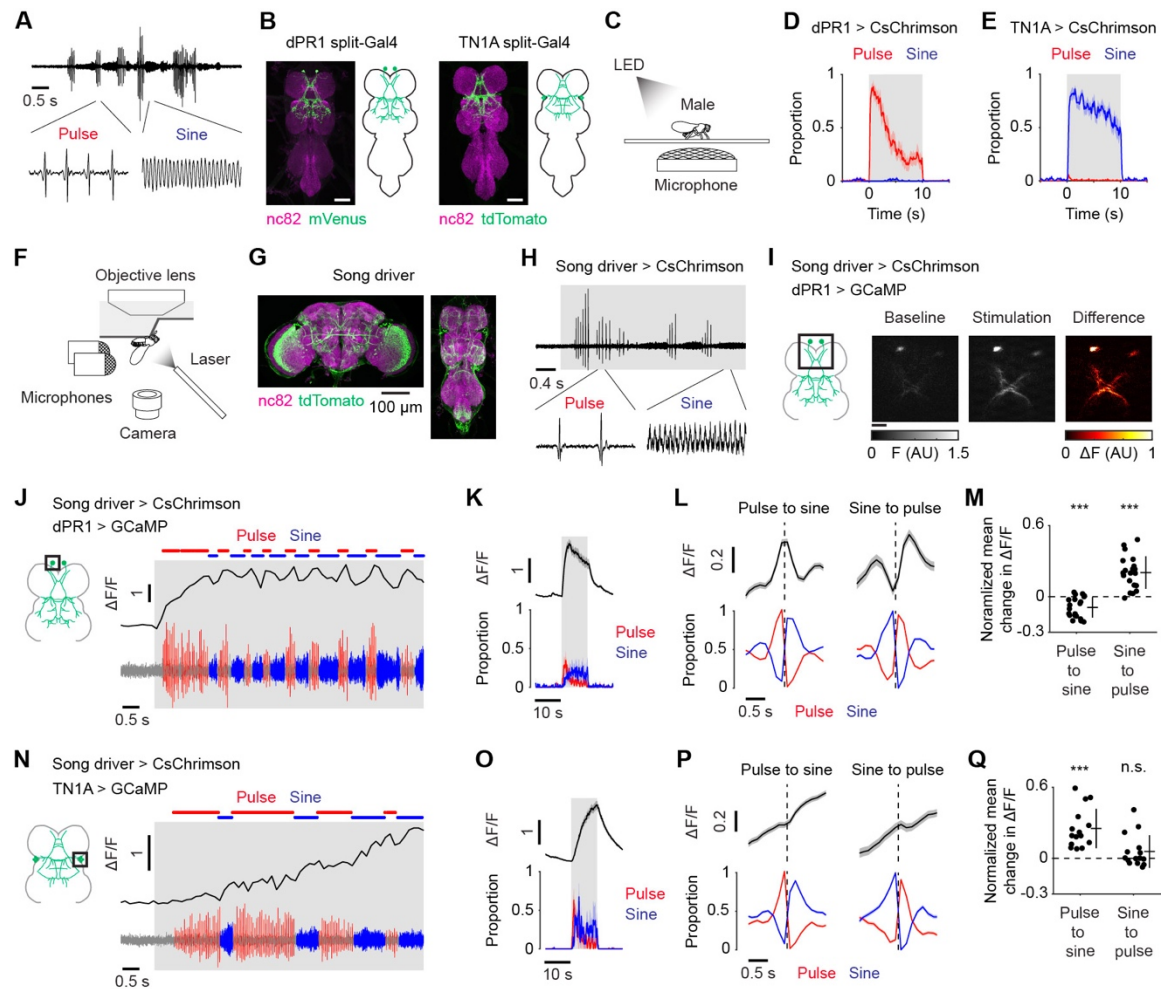 A
0.5 s
Pulse
Sine
B
dPR1 split-Gal4
TN1A split-Gal4
nc82 mVenus
nc82 tdTomato
C
LED
Male
Microphone
D
dPR1 > CsChrimson
Pulse Sine
Proportion
1
0.5
0
0
10
Time (s)
E
TN1A > CsChrimson
Pulse Sine
Proportion
1
0.5
0
0
10
Time (s)
F
Objective lens
Laser
Microphones
Camera
G
Song driver
nc82 tdTomato
100 µm
H
Song driver > CsChrimson
0.4 s
Pulse
Sine
I
Song driver > CsChrimson
dPR1 > GCaMP
Baseline
Stimulation
Difference
0 F (AU) 1.5
0 ΔF (AU) 1
J
Song driver > CsChrimson
dPR1 > GCaMP
Pulse Sine
ΔF/F
1
0.5 s
K
ΔF/F
1
Proportion
1
0.5
0
Pulse
Sine
10 s
L
Pulse to sine
Sine to pulse
ΔF/F
0.2
Proportion
1
0.5
0
0.5 s
Pulse Sine
M
Noramlized mean
change in ΔF/F
0.6
0
-0.3
***
***
Pulse
to
sine
Sine
to
pulse
N
Song driver > CsChrimson
TN1A > GCaMP
Pulse Sine
ΔF/F
1
0.5 s
O
ΔF/F
1
Proportion
1
0.5
0
Pulse
Sine
10 s
P
Pulse to sine
Sine to pulse
ΔF/F
0.2
Proportion
1
0.5
0
0.5 s
Pulse Sine
Q
Normalized mean
change in ΔF/F
0.6
0
-0.3
***
n.s.
Pulse
to
sine
Sine
to
pulse